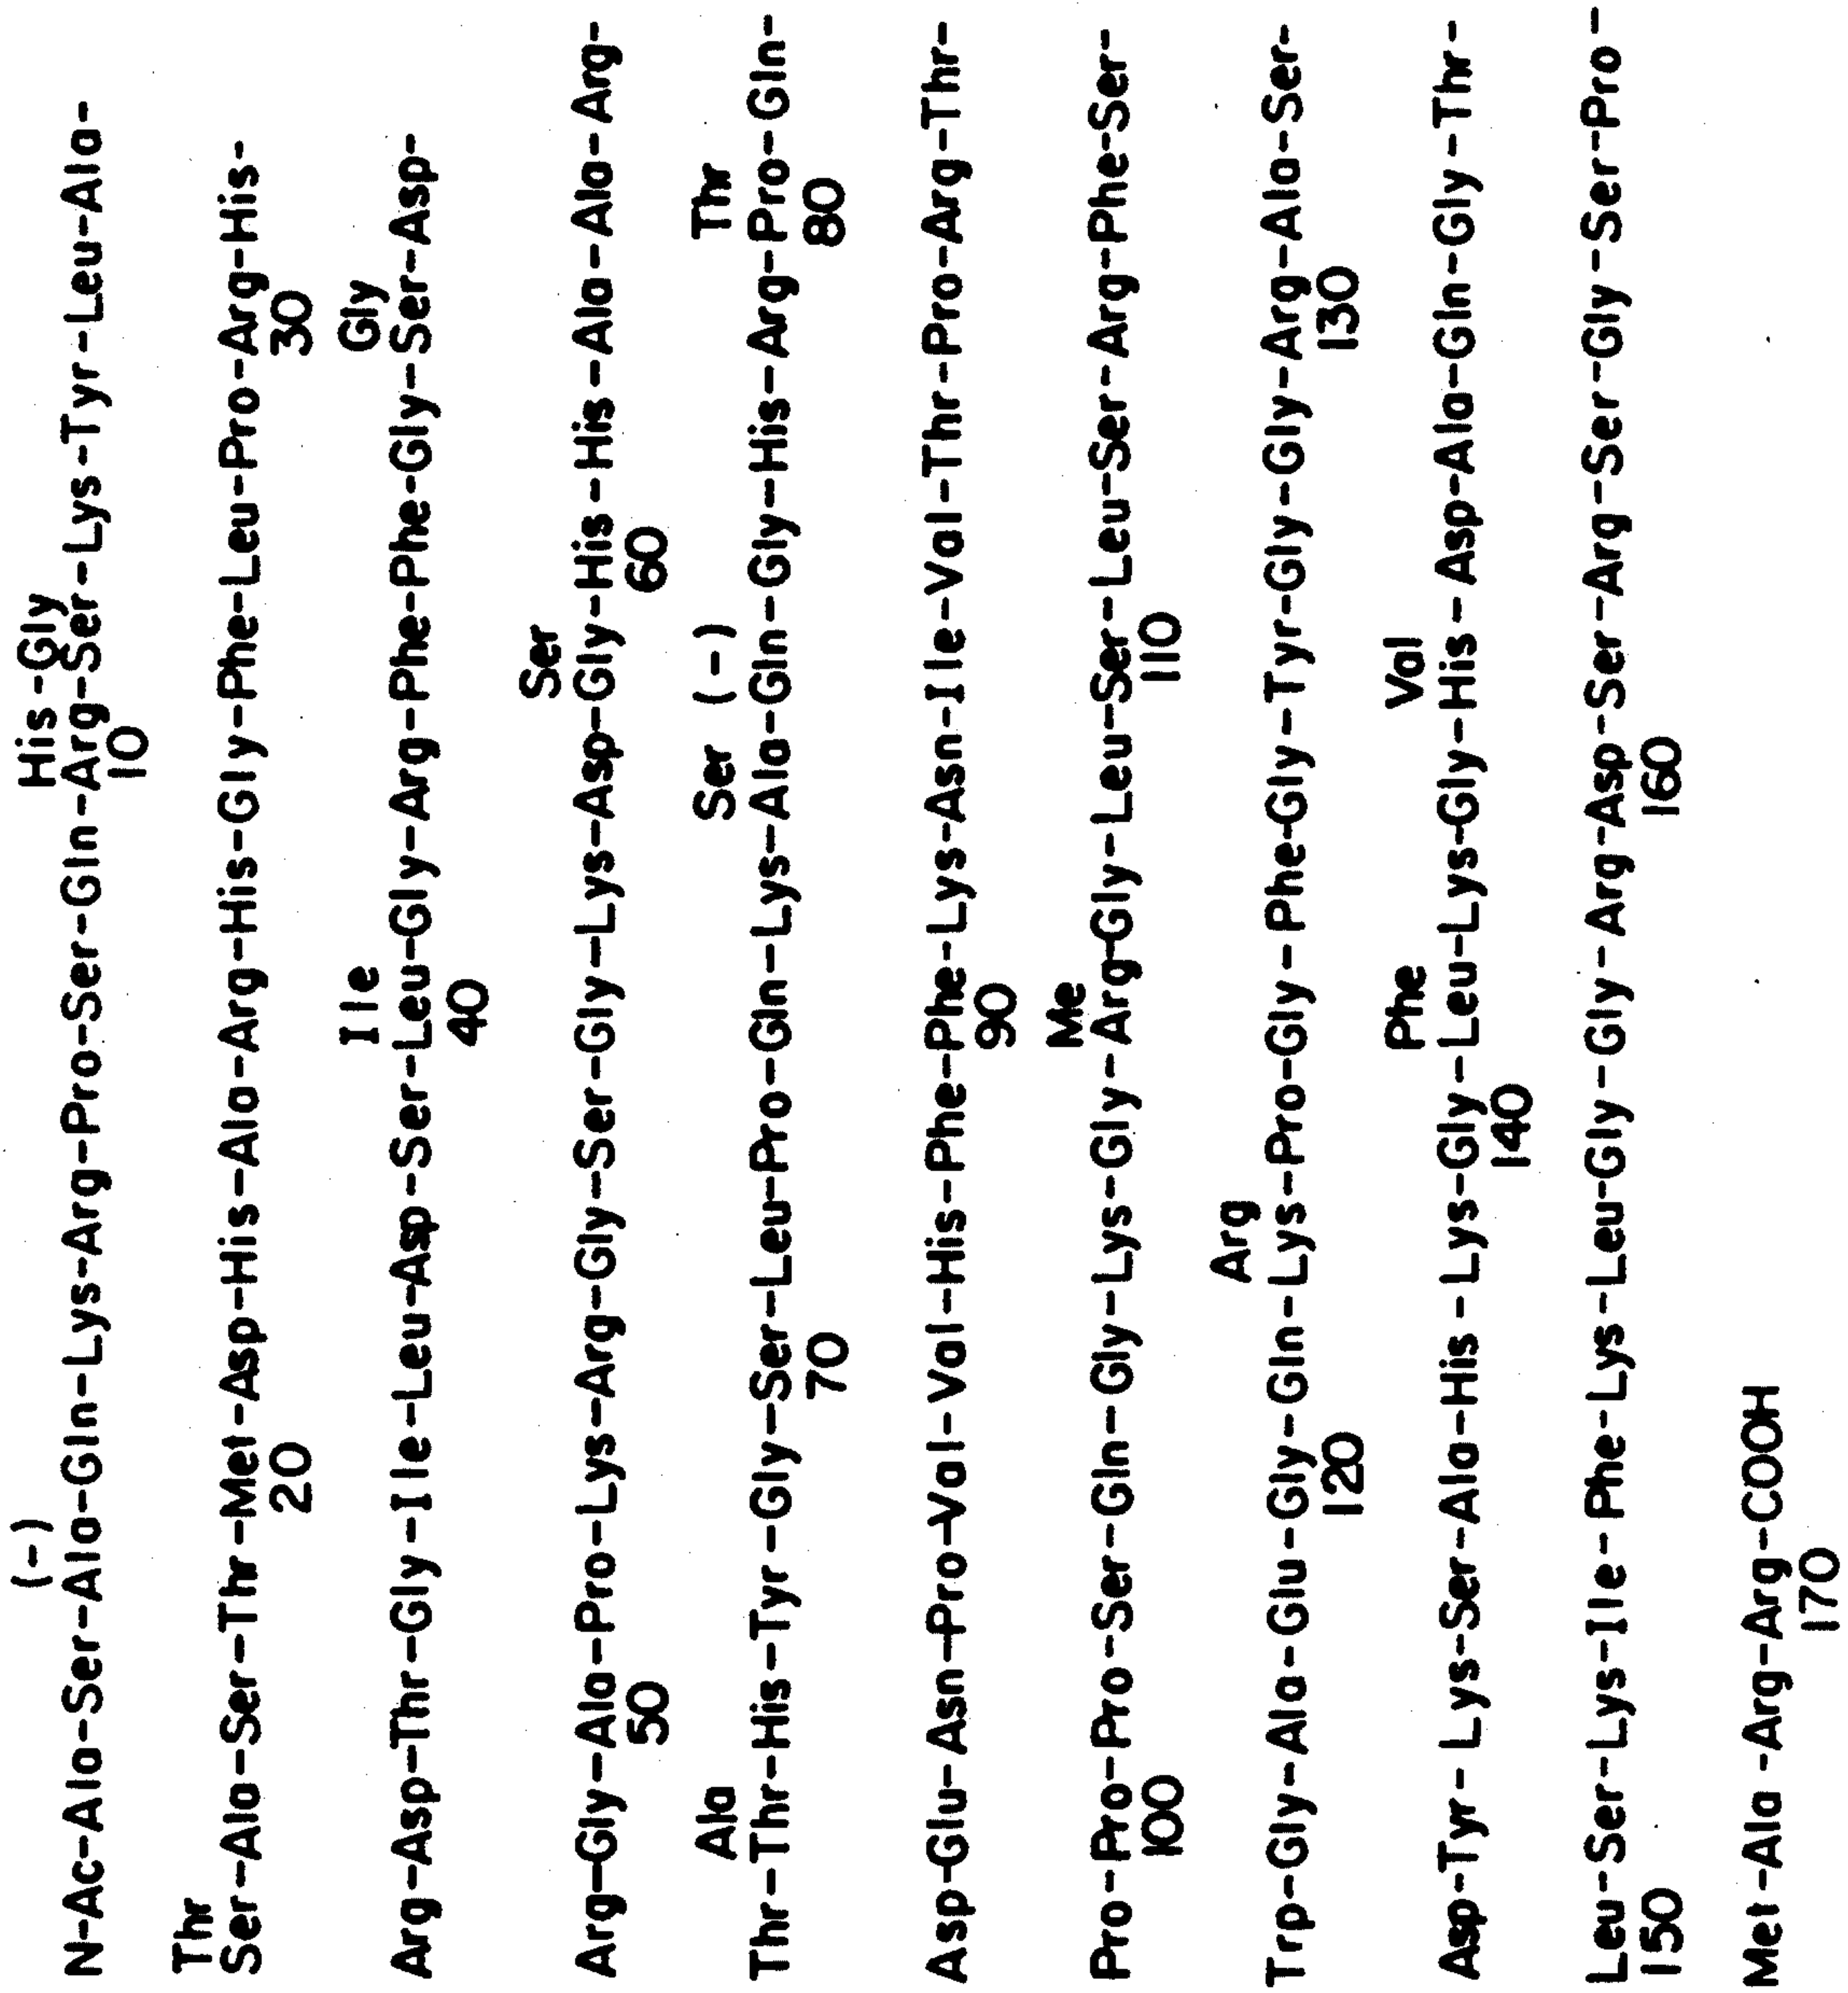 (-) His-Gly
N-Ac-Ala-Ser-Ala-Gln-Lys-Arg-Pro-Ser-Gln-Arg-Ser-Lys-Tyr-Leu-Ala-
10
Thr
Ser-Ala-Ser-Thr-Met-Asp-His-Ala-Arg-His-Gly-Phe-Leu-Pro-Arg-His-
20 30
Ile Gly
Arg-Asp-Thr-Gly-Ile-Leu-Asp-Ser-Leu-Gly-Arg-Phe-Phe-Gly-Ser-Asp-
40
Ser
Arg-Gly-Ala-Pro-Lys-Arg-Gly-Ser-Gly-Lys-Asp-Gly-His-His-Ala-Ala-Arg-
50 60
Ala Ser (-) Thr
Thr-Thr-His-Tyr-Gly-Ser-Leu-Pro-Gln-Lys-Ala-Gln-Gly-His-Arg-Pro-Gln-
70 80
Asp-Glu-Asn-Pro-Val-Val-His-Phe-Phe-Lys-Asn-Ile-Val-Thr-Pro-Arg-Thr-
90
Me
Pro-Pro-Pro-Ser-Gln-Gly-Lys-Gly-Arg-Gly-Leu-Ser-Leu-Ser-Arg-Phe-Ser-
100 110
Arg
Trp-Gly-Ala-Glu-Gly-Gln-Lys-Pro-Gly-Phe-Gly-Tyr-Gly-Gly-Arg-Ala-Ser-
120 130
Phe Val
Asp-Tyr-Lys-Ser-Ala-His-Lys-Gly-Leu-Lys-Gly-His-Asp-Ala-Gln-Gly-Thr-
140
Leu-Ser-Lys-Ile-Phe-Lys-Leu-Gly-Gly-Arg-Asp-Ser-Arg-Ser-Gly-Ser-Pro-
150 160
Met-Ala-Arg-Arg-COOH
170